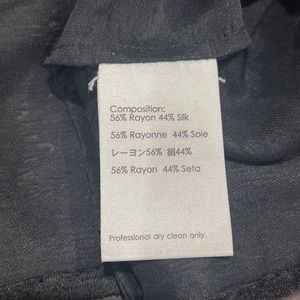 Composition:
56% Rayon 44% Silk
56% Rayonne 44% Soie
レーヨン56% 絹44%
56% Rayon 44% Seta
Professional dry clean only.